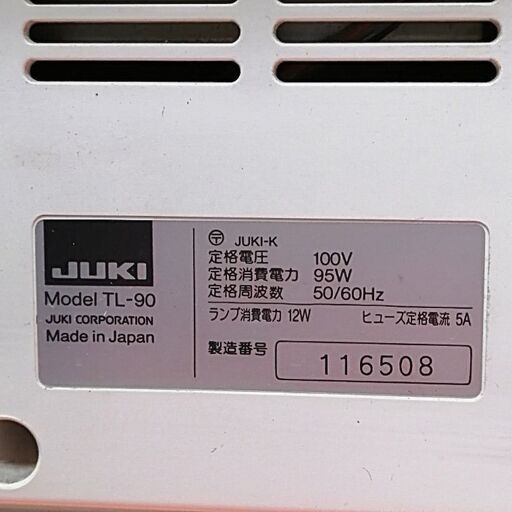 JUKI
Model TL-90
JUKI CORPORATION
Made in Japan
〒 JUKI-K
定格電圧 100V
定格消費電力 95W
定格周波数 50/60Hz
ランプ消費電力 12W ヒューズ定格電流 5A
製造番号 116508